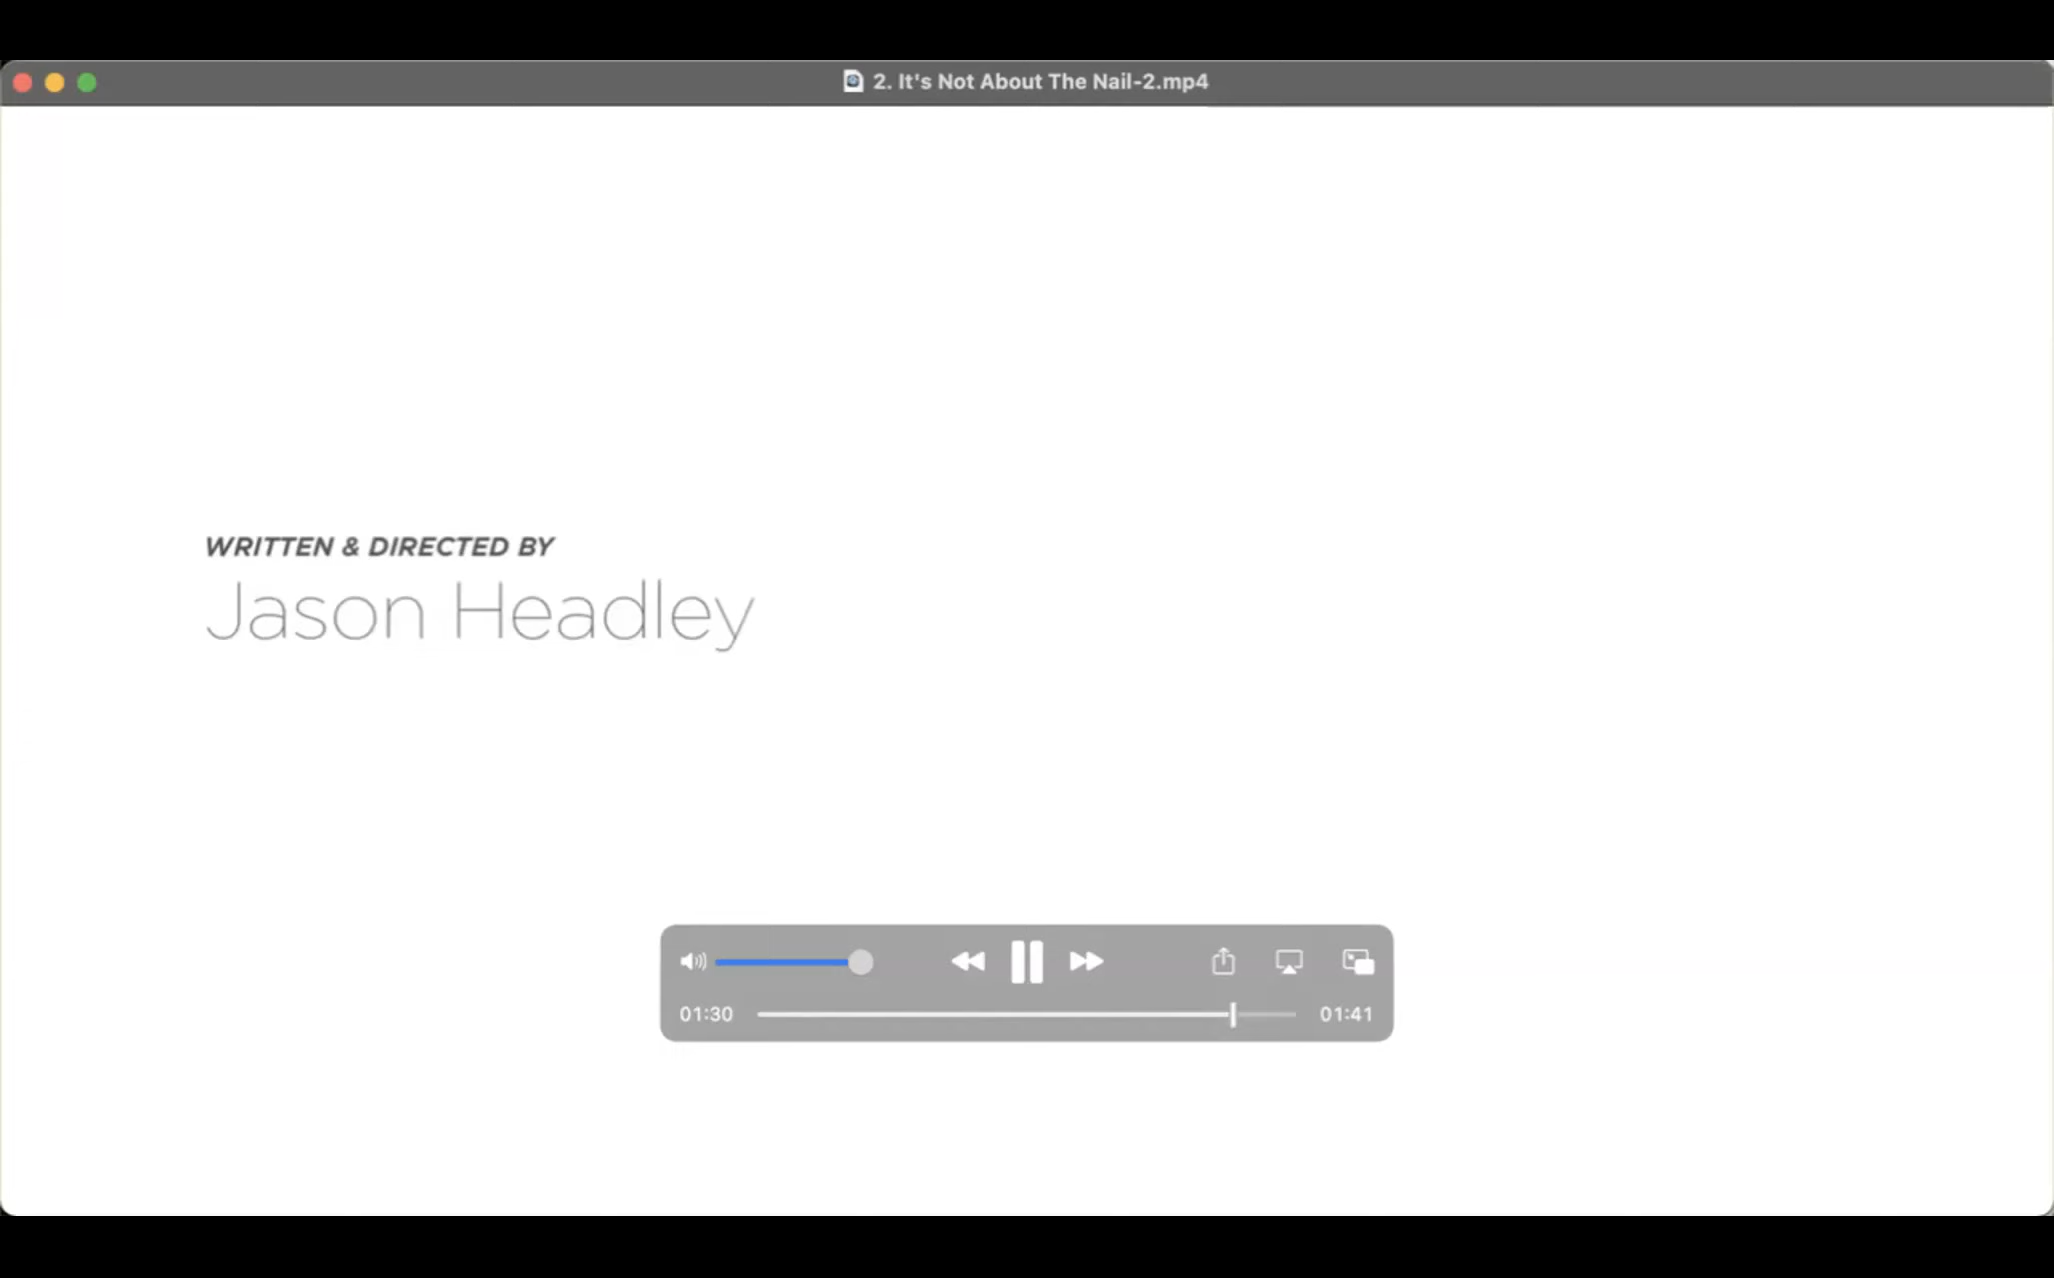 2. It's Not About The Nail-2.mp4
WRITTEN & DIRECTED BY
Jason Headley
01:30
01:41